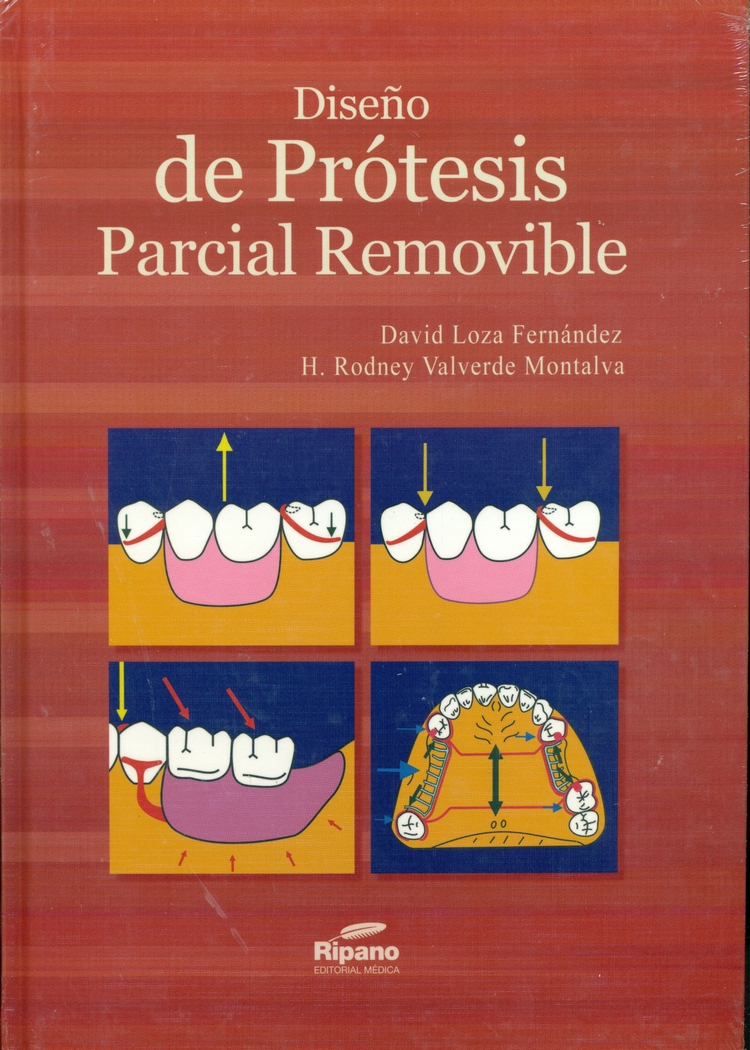 Diseño
de Prótesis
Parcial Removible
David Loza Fernández
H. Rodney Valverde Montalva
Ripano
EDITORIAL MÉDICA